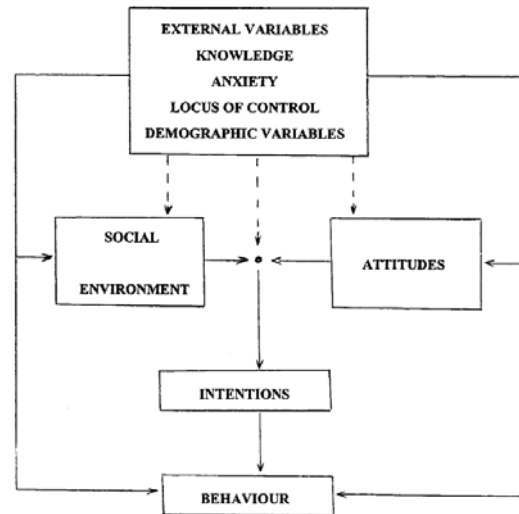 EXTERNAL VARIABLES
KNOWLEDGE
ANXIETY
LOCUS OF CONTROL
DEMOGRAPHIC VARIABLES
SOCIAL
ENVIRONMENT
ATTITUDES
INTENTIONS
BEHAVIOUR